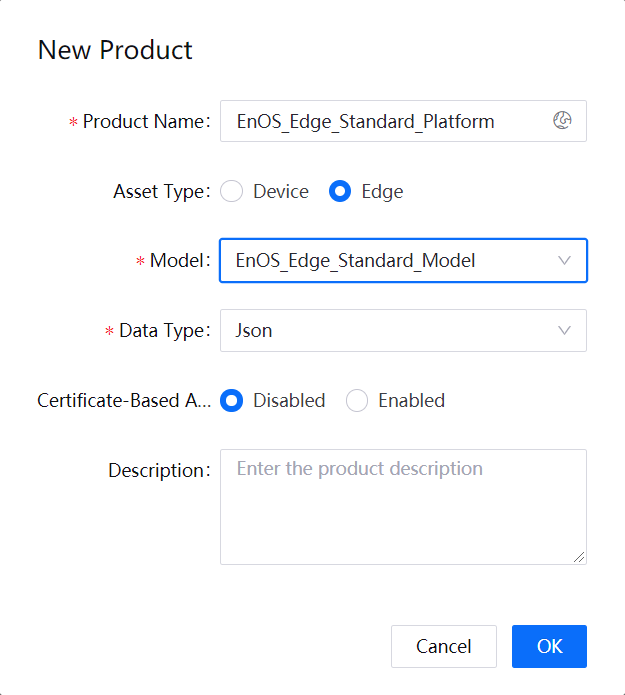 New Product
* Product Name: EnOS_Edge_Standard_Platform
Asset Type: Device Edge
* Model: EnOS_Edge_Standard_Model
* Data Type: Json
Certificate-Based A... Disabled Enabled
Description: Enter the product description
Cancel OK